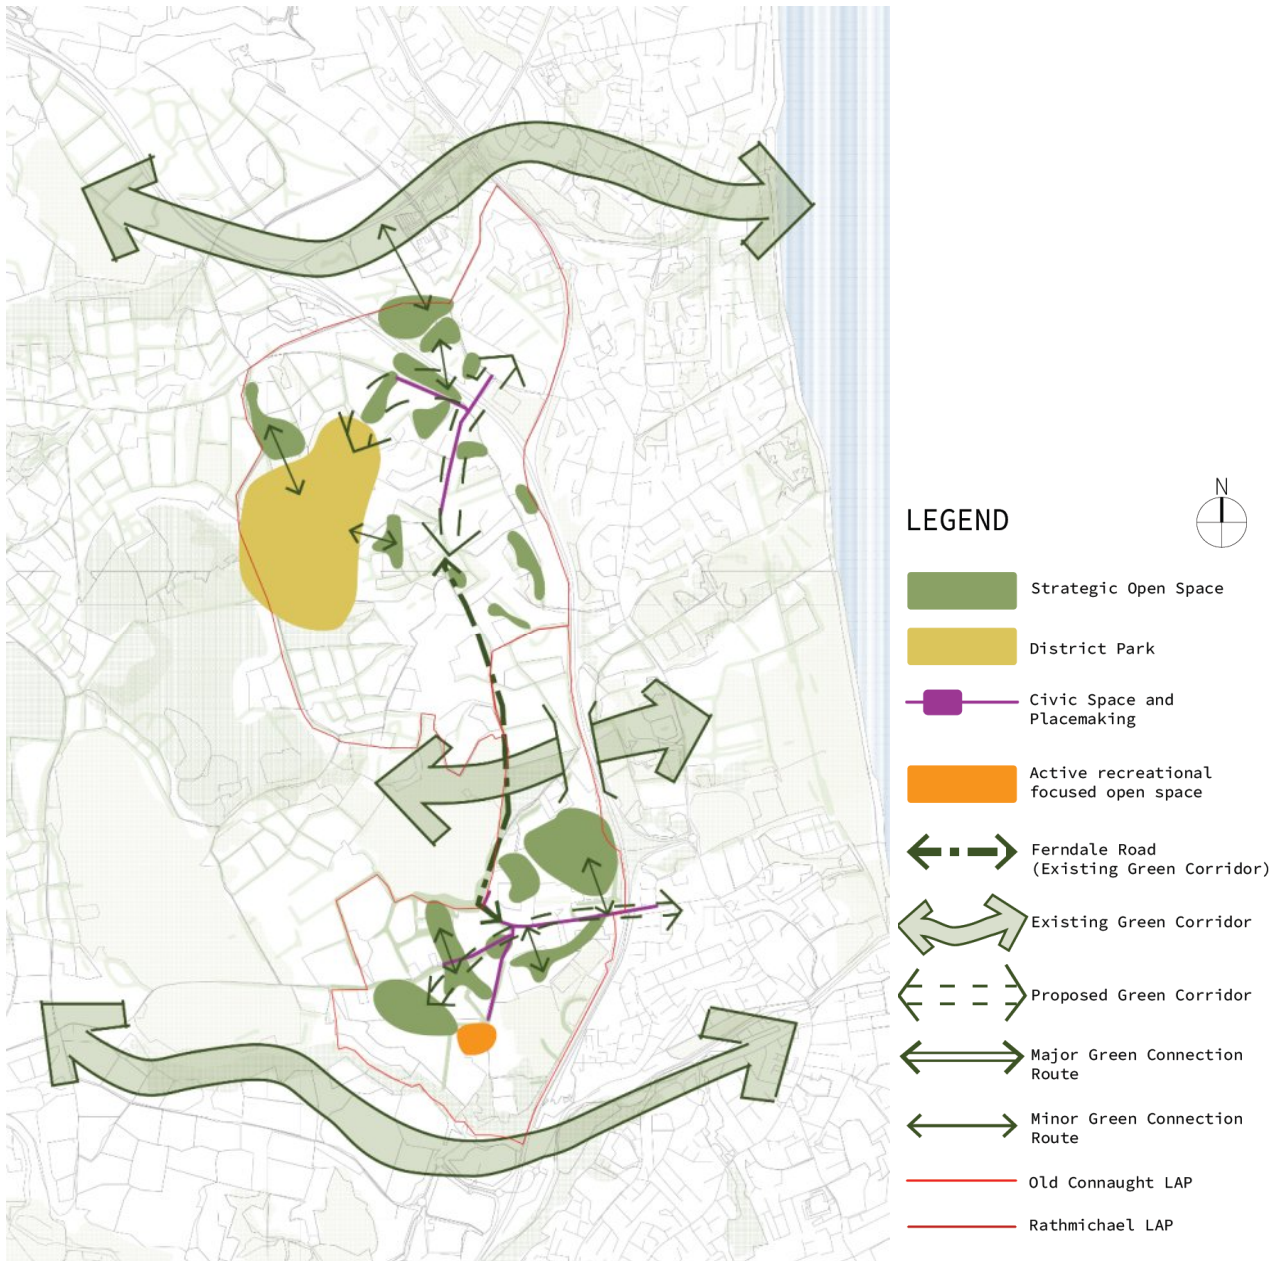 N
LEGEND
Strategic Open Space
District Park
Civic Space and
Placemaking
Active recreational
focused open space
Ferndale Road
(Existing Green Corridor)
Existing Green Corridor
Proposed Green Corridor
Major Green Connection
Route
Minor Green Connection
Route
Old Connaught LAP
Rathmichael LAP